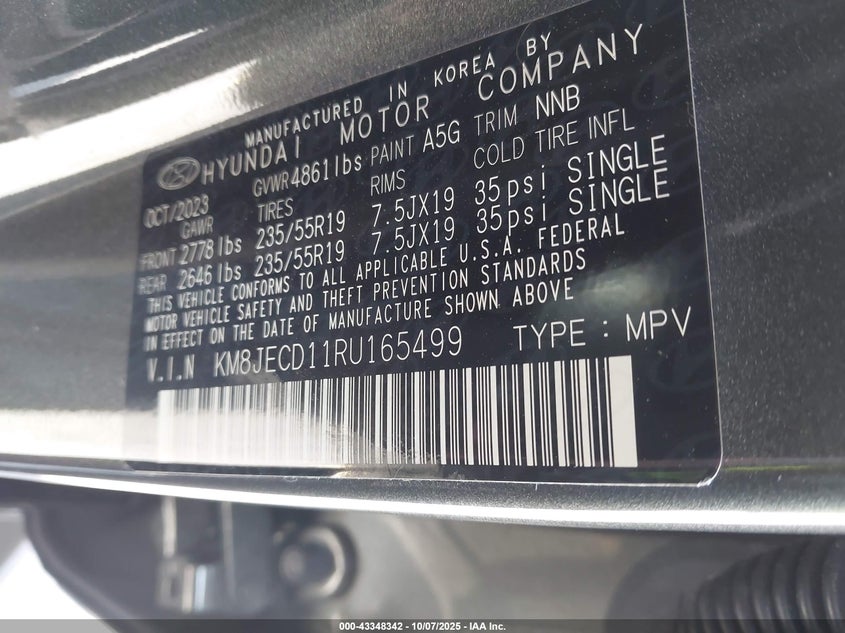 MANUFACTURED IN KOREA BY
HYUNDAI MOTOR COMPANY
OCT/2023 GVWR 4861lbs PAINT A5G TRIM NNB
GAWR TIRES RIMS COLD TIRE INFL
FRONT 2778 lbs 235/55R19 7.5JX19 35psi SINGLE
REAR 2646 lbs 235/55R19 7.5JX19 35psi SINGLE
THIS VEHICLE CONFORMS TO ALL APPLICABLE U.S.A. FEDERAL
MOTOR VEHICLE SAFETY AND THEFT PREVENTION STANDARDS
IN EFFECT ON THE DATE OF MANUFACTURE SHOWN ABOVE
V.I.N KM8JECD11RU165499 TYPE : MPV
000-43348342 - 10/07/2025 - IAA Inc.